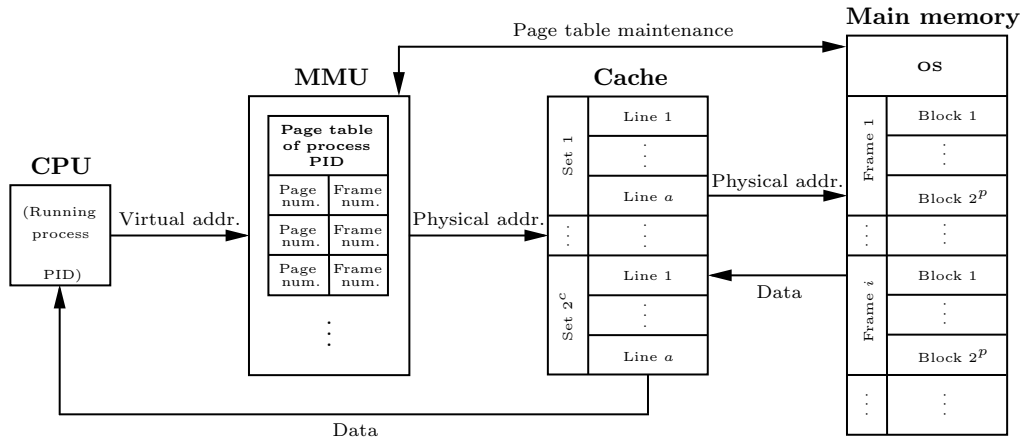 Main memory
Page table maintenance
OS
MMU
Cache
Page table
of process
PID
Page
num.
Frame
num.
Page
num.
Frame
num.
Page
num.
Frame
num.
⋮
CPU
(Running
process
PID)
Virtual addr.
Physical addr.
Set 1
Line 1
⋮
Line a
⋮
⋮
Set 2^c
Line 1
⋮
Line a
Physical addr.
Data
Frame 1
Block 1
⋮
Block 2^p
⋮
⋮
Frame i
Block 1
⋮
Block 2^p
⋮
⋮
Data